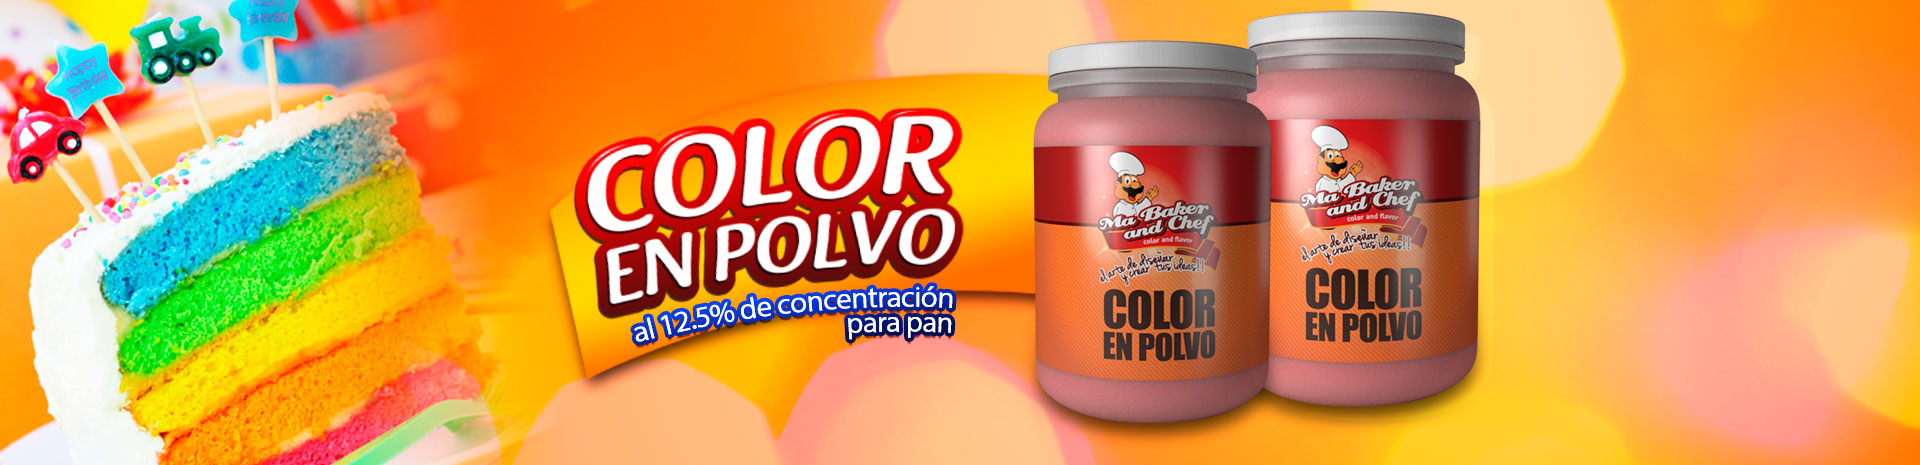 COLOR
EN POLVO
al 12.5% de concentración
para pan
Ma Baker
and Chef
color and flavor
el arte de diseñar
y crear tus ideas!!
COLOR
EN POLVO
Ma Baker
and Chef
color and flavor
el arte de diseñar
y crear tus ideas!!
COLOR
EN POLVO